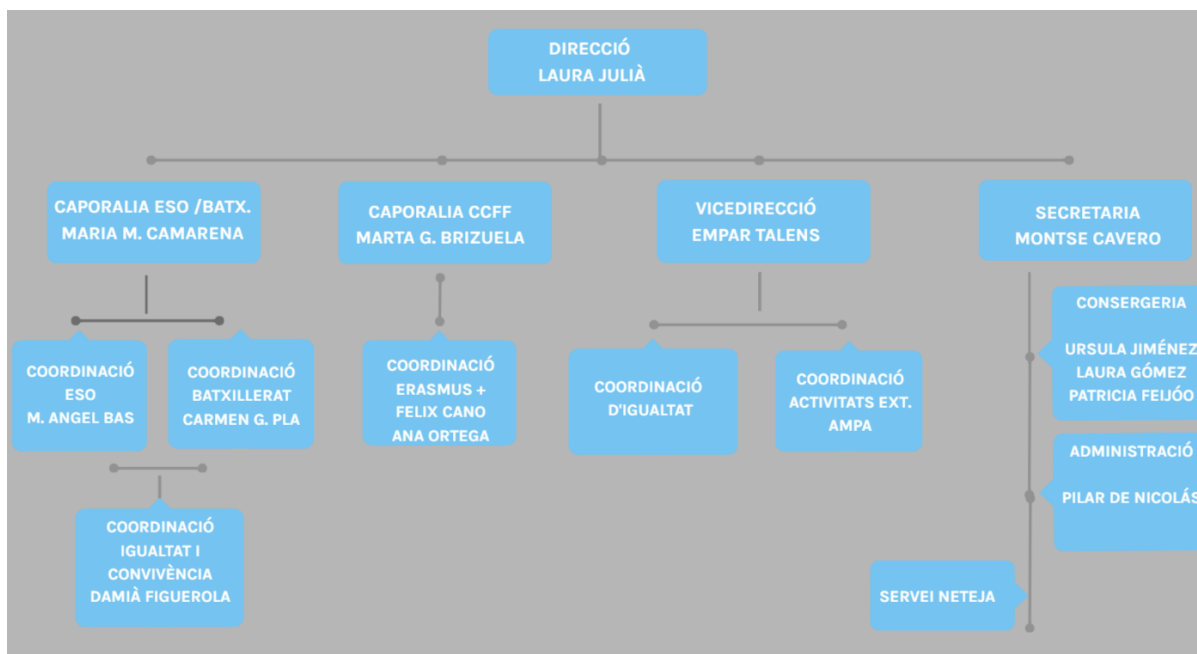 DIRECCIÓ
LAURA JULIÀ
CAPORALIA ESO /BATX.
MARIA M. CAMARENA
CAPORALIA CCFF
MARTA G. BRIZUELA
VICEDIRECCIÓ
EMPAR TALENS
SECRETARIA
MONTSE CAVERO
COORDINACIÓ
ESO
M. ANGEL BAS
COORDINACIÓ
BATXILLERAT
CARMEN G. PLA
COORDINACIÓ
IGUALTAT I
CONVIVÈNCIA
DAMIÀ FIGUEROLA
COORDINACIÓ
ERASMUS +
FELIX CANO
ANA ORTEGA
COORDINACIÓ
D'IGUALTAT
COORDINACIÓ
ACTIVITATS EXT.
AMPA
CONSERGERIA
URSULA JIMÉNEZ
LAURA GÓMEZ
PATRICIA FEIJÓO
ADMINISTRACIÓ
PILAR DE NICOLÁS
SERVEI NETEJA